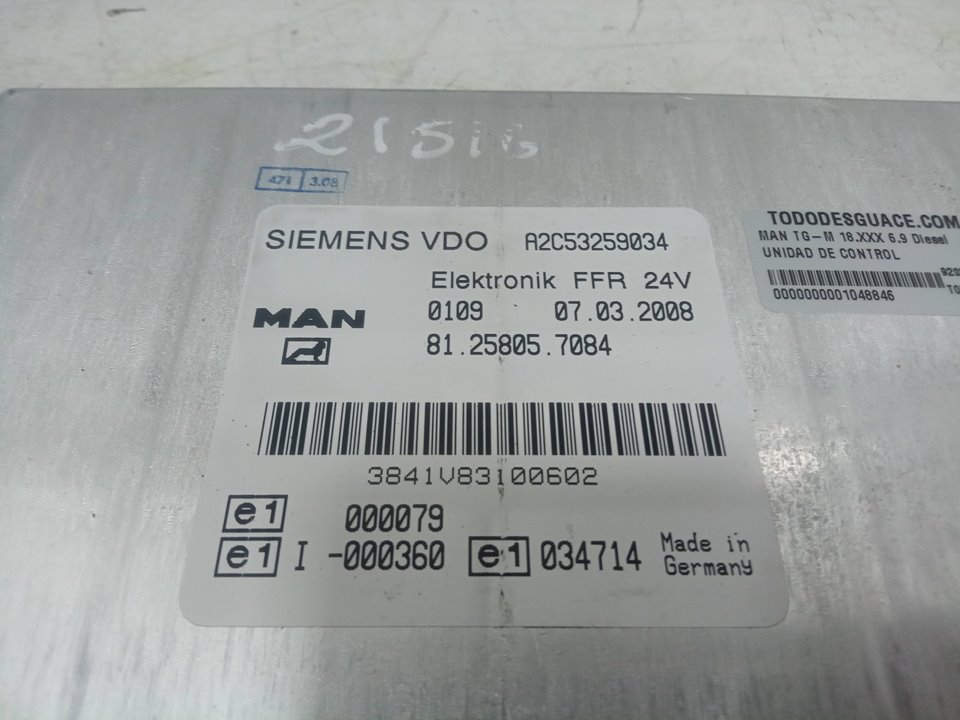 471 3.08
SIEMENS VDO A2C53259034
Elektronik FFR 24V
MAN 0109 07.03.2008
81.25805.7084
3841V83100602
e1 000079
e1 I -000360 e1 034714 Made in Germany
TODODESGUACE.COM
MAN TG-M 18.XXX 6.9 Diesel
UNIDAD DE CONTROL
0000000001048846